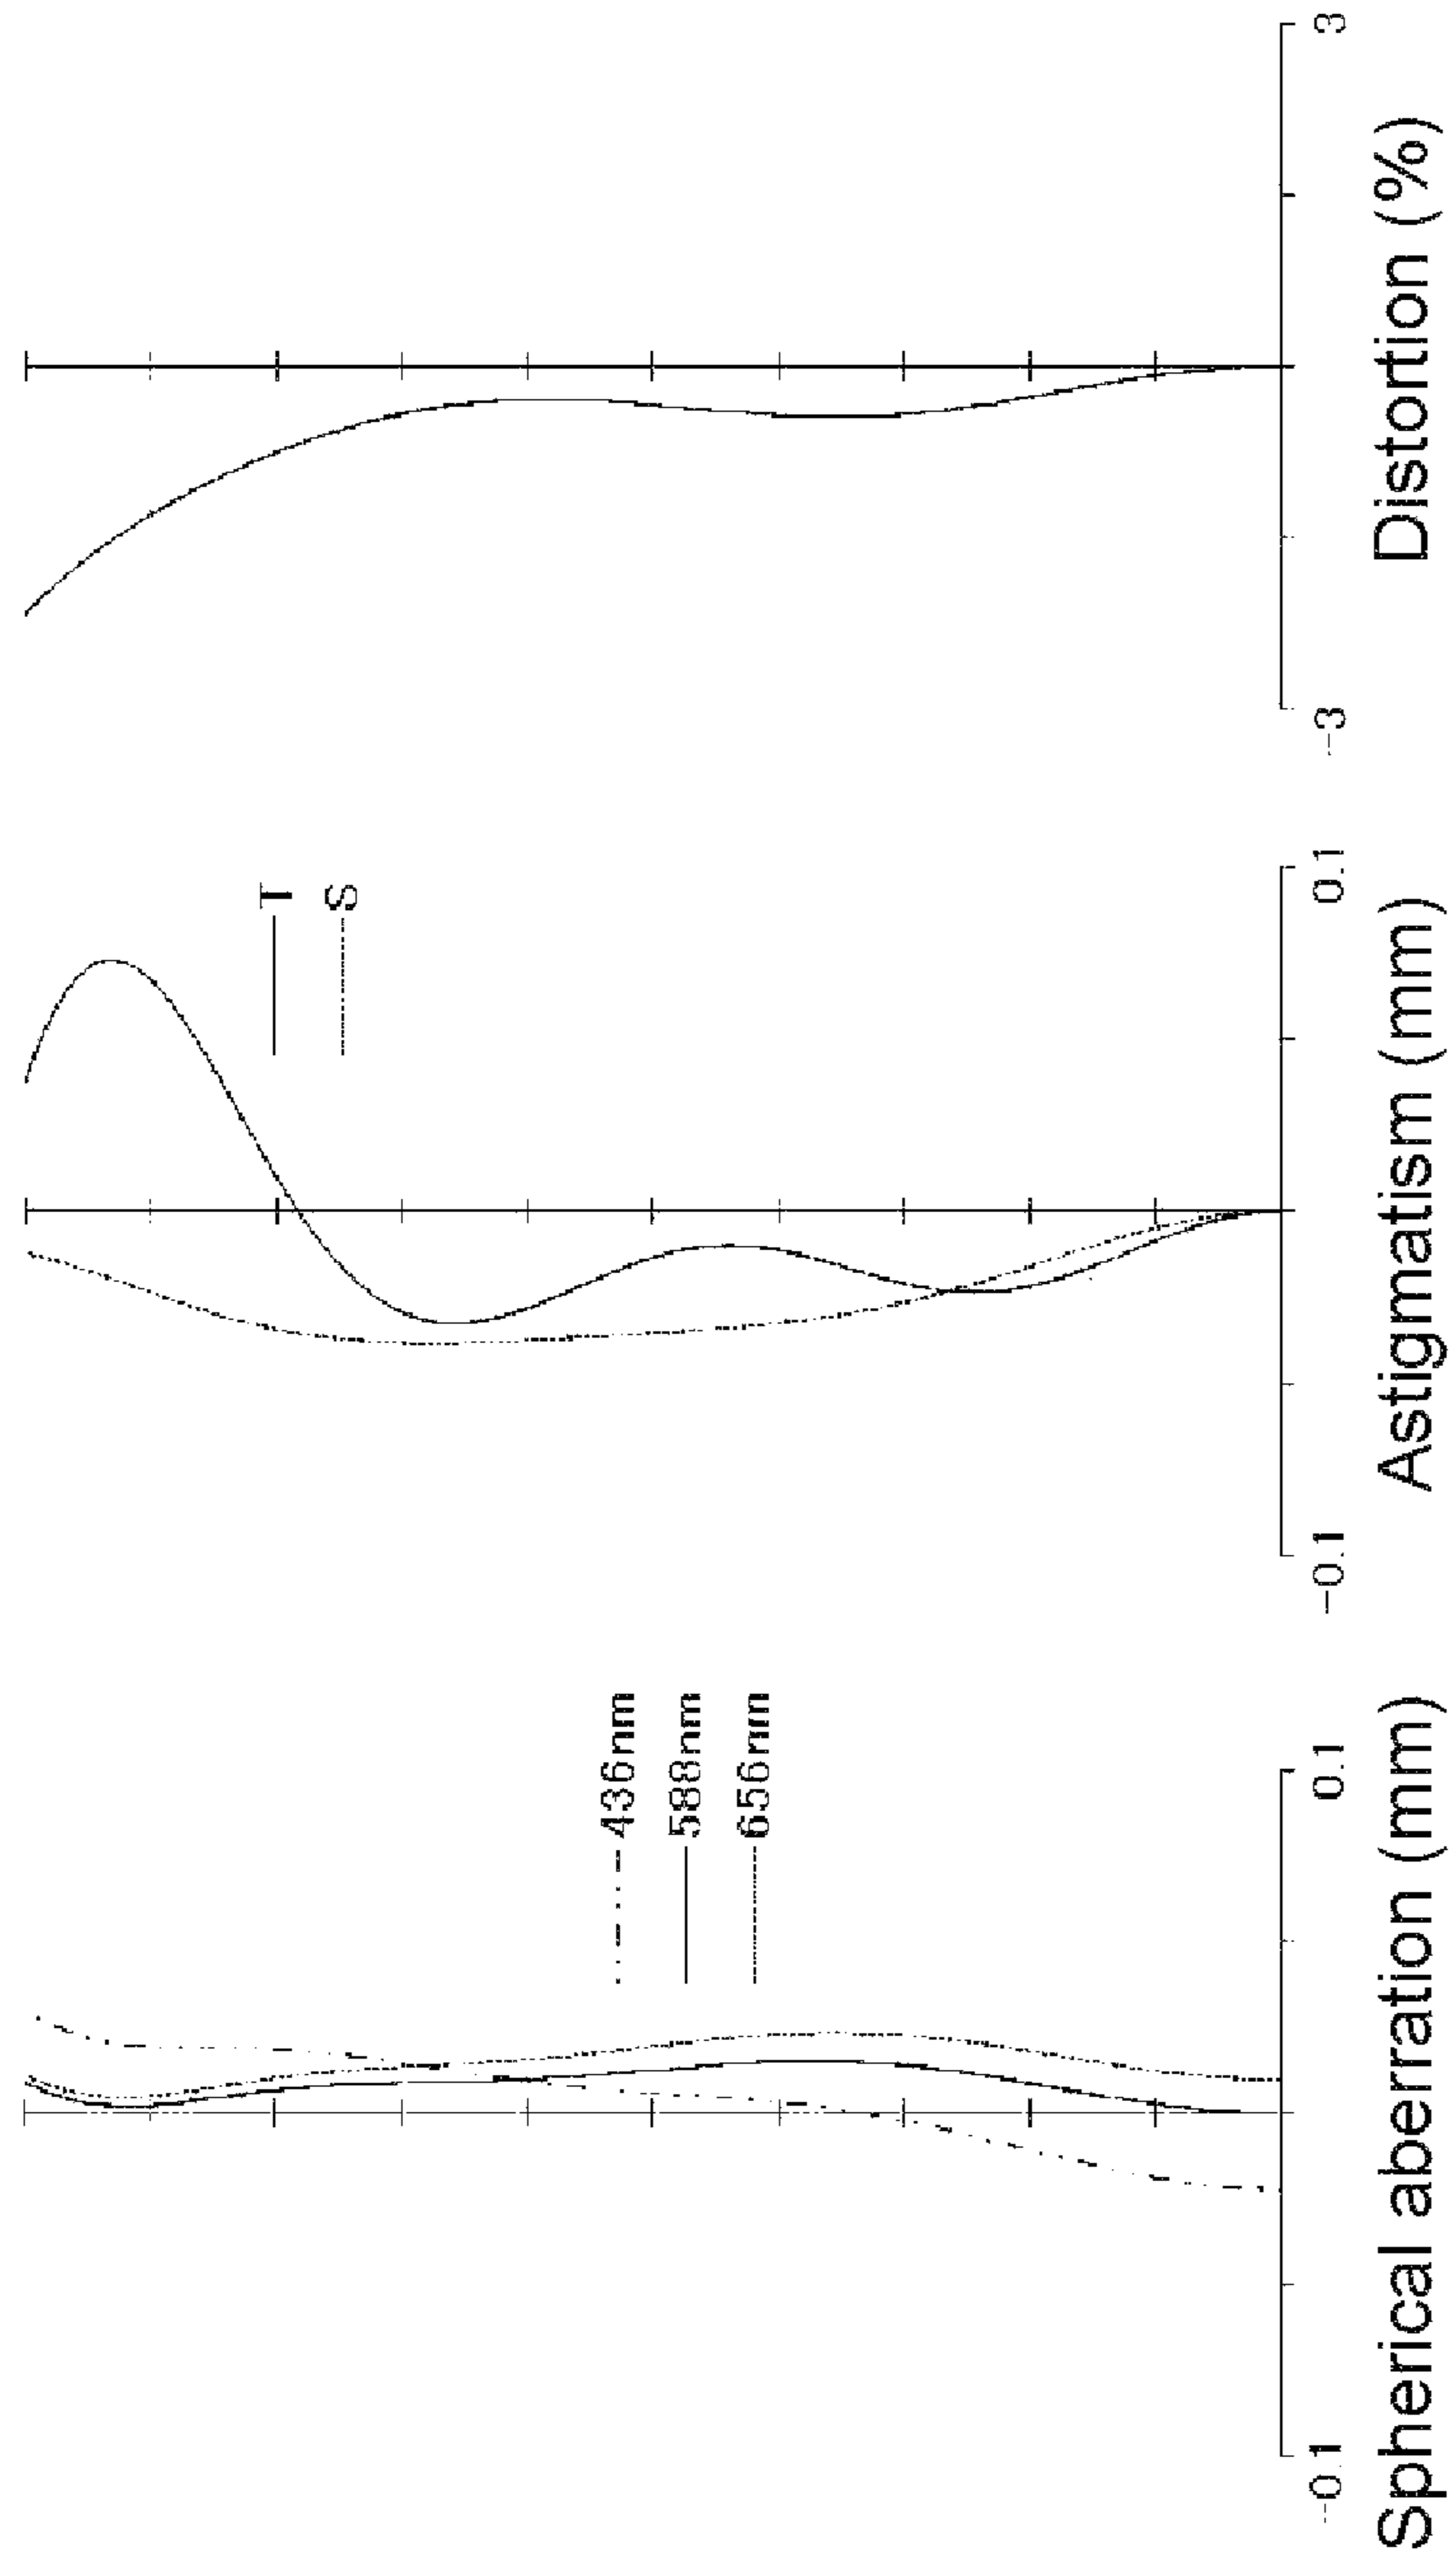 436nm
588nm
656nm
-0.1
0.1
Spherical aberration (mm)
T
S
-0.1
0.1
Astigmatism (mm)
-3
3
Distortion (%)